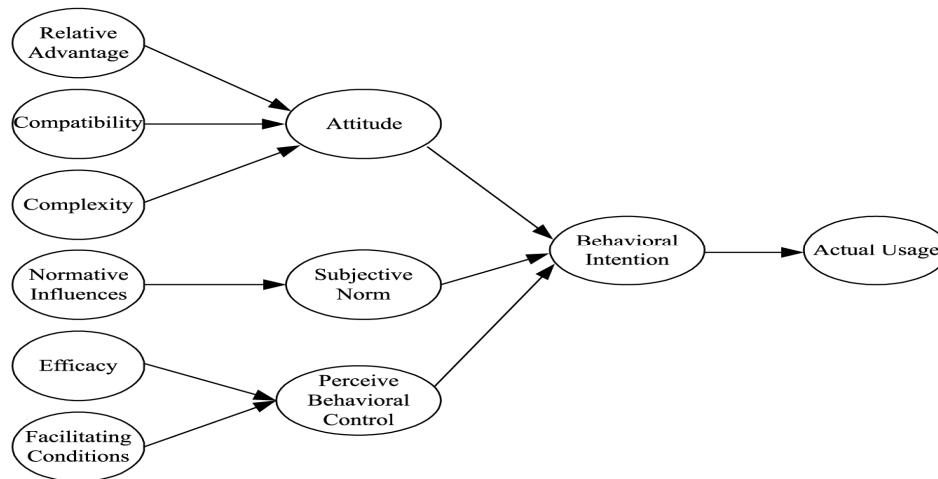 Relative
Advantage
Compatibility
Attitude
Complexity
Behavioral
Intention
Actual Usage
Normative
Influences
Subjective
Norm
Efficacy
Perceive
Behavioral
Control
Facilitating
Conditions